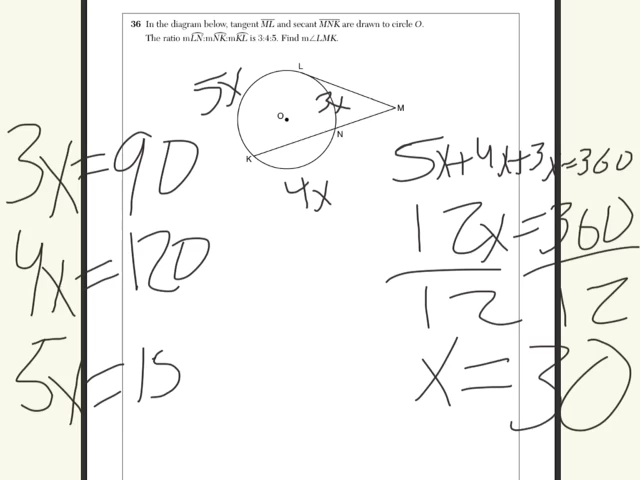 36 In the diagram below, tangent ML and secant MNK are drawn to circle O.
The ratio mLN:mNK:mKL is 3:4:5. Find m∠LMK.
L
5x
3x
M
O
N
K
4x
3x=90
4x=120
5x=15
5x+4x+3x=360
12x=360
12 12
x=30